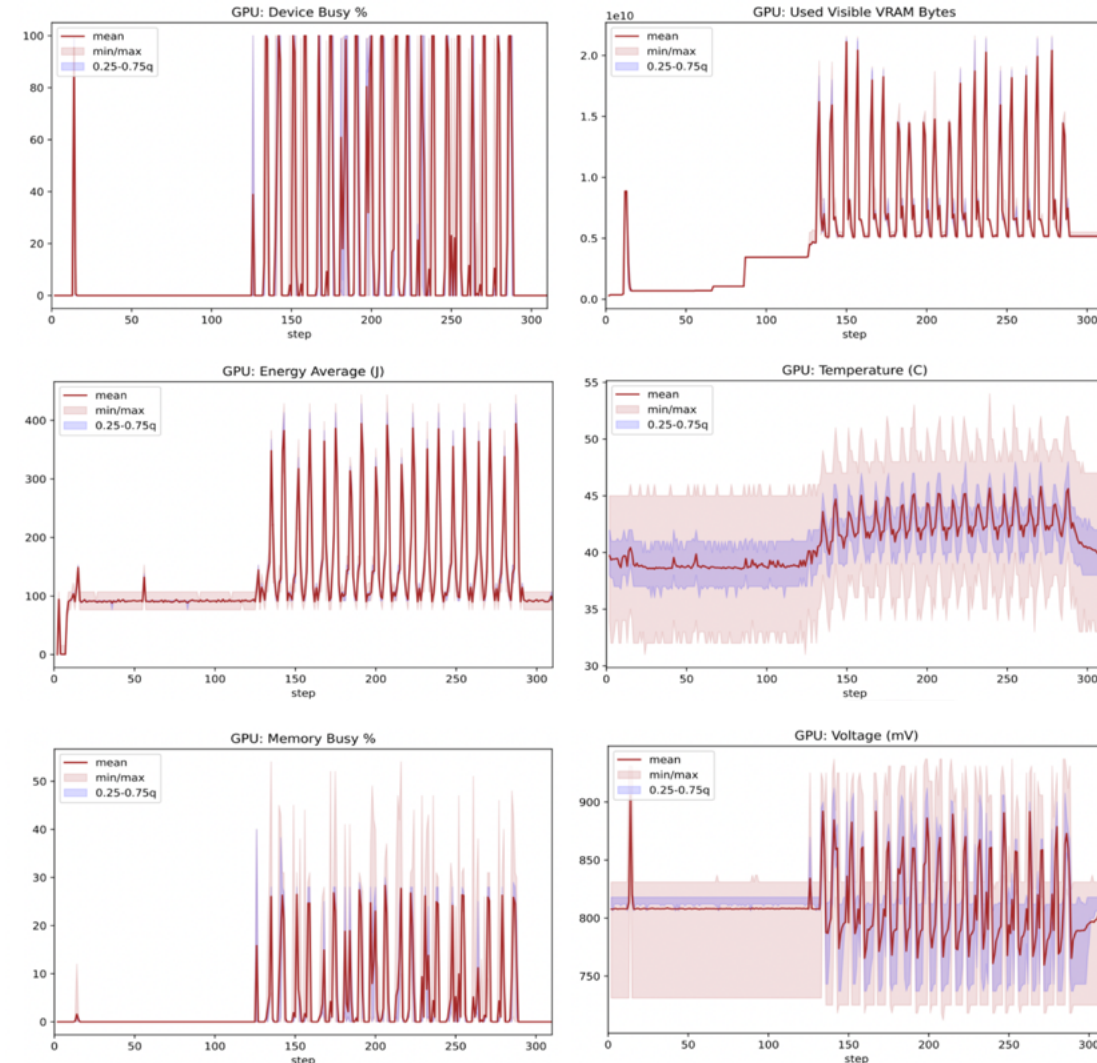 GPU: Device Busy %
mean
min/max
0.25-0.75q
100
80
60
40
20
0
0 50 100 150 200 250 300
step
GPU: Used Visible VRAM Bytes
1e10
mean
min/max
0.25-0.75q
2.0
1.5
1.0
0.5
0.0
0 50 100 150 200 250 300
step
GPU: Energy Average (J)
mean
min/max
0.25-0.75q
400
300
200
100
0
0 50 100 150 200 250 300
step
GPU: Temperature (C)
mean
min/max
0.25-0.75q
55
50
45
40
35
30
0 50 100 150 200 250 300
step
GPU: Memory Busy %
mean
min/max
0.25-0.75q
50
40
30
20
10
0
0 50 100 150 200 250 300
step
GPU: Voltage (mV)
mean
min/max
0.25-0.75q
900
850
800
750
0 50 100 150 200 250 300
step